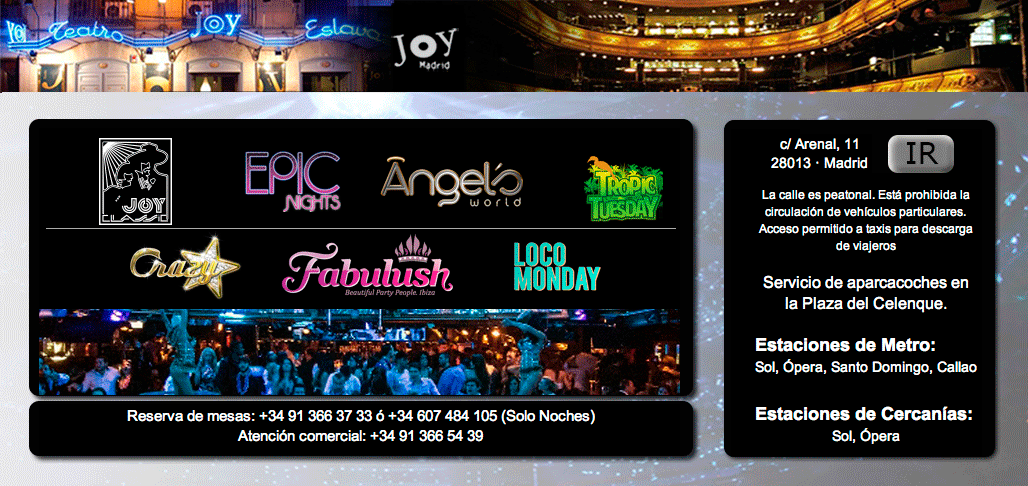 Joy Teatro Joy Eslava
Joy
Madrid
JOY
CLASSIC
EPIC
NIGHTS
Āngel's
world
TROPIC
TUESDAY
Crazy
Fabulush
Beautiful Party People. Ibiza
LOCO
MONDAY
Reserva de mesas: +34 91 366 37 33 ó +34 607 484 105 (Solo Noches)
Atención comercial: +34 91 366 54 39
c/ Arenal, 11
28013 · Madrid
IR
La calle es peatonal. Está prohibida la
circulación de vehículos particulares.
Acceso permitido a taxis para descarga
de viajeros
Servicio de aparcacoches en
la Plaza del Celenque.
Estaciones de Metro:
Sol, Ópera, Santo Domingo, Callao
Estaciones de Cercanías:
Sol, Ópera